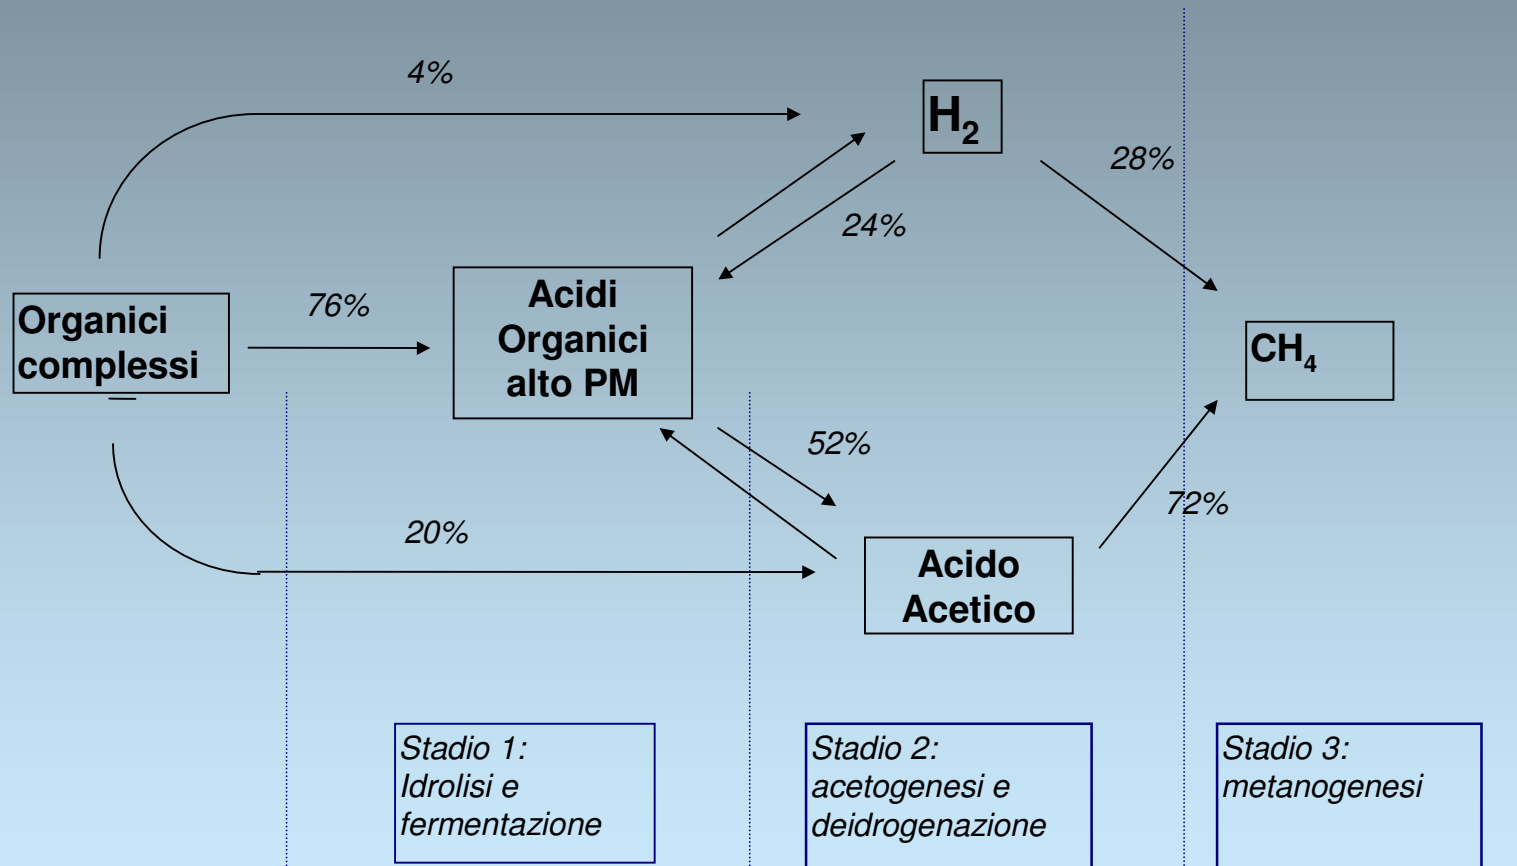 4%
H₂
28%
24%
76%
Organici
complessi
Acidi
Organici
alto PM
CH₄
52%
72%
20%
Acido
Acetico
Stadio 1:
Idrolisi e
fermentazione
Stadio 2:
acetogenesi e
deidrogenazione
Stadio 3:
metanogenesi